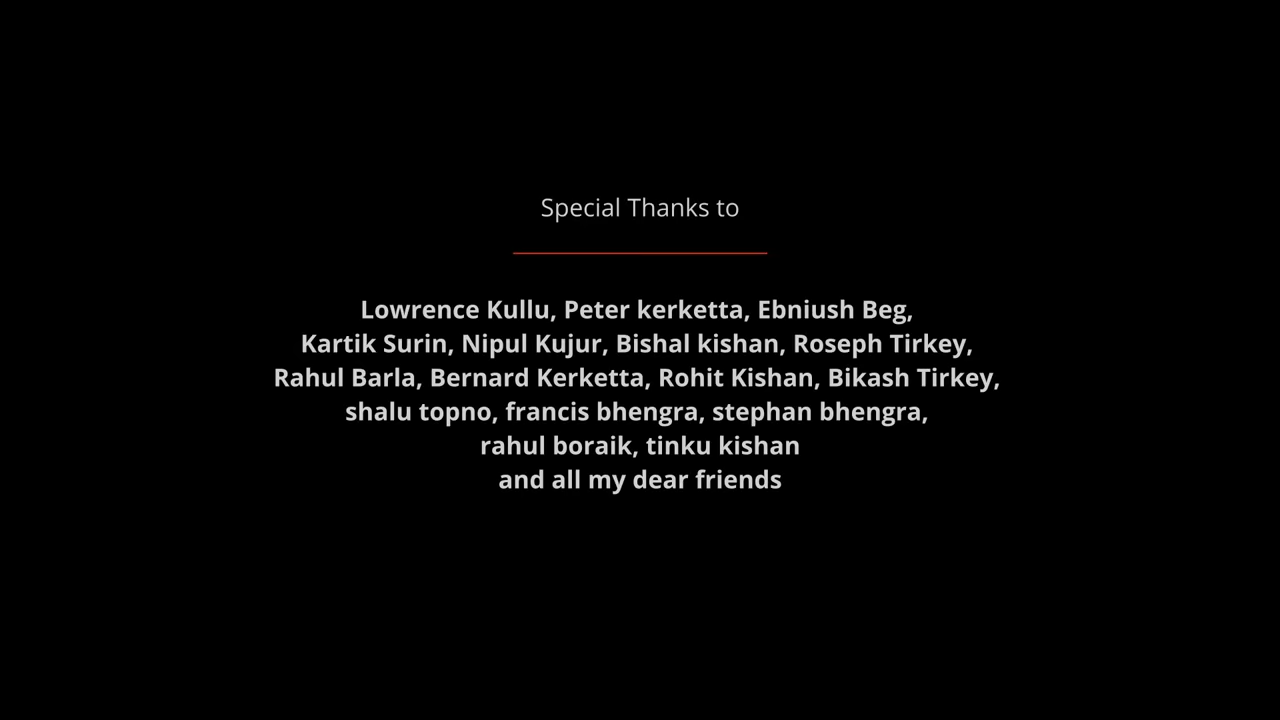 Special Thanks to
Lowrence Kullu, Peter kerketta, Ebniush Beg,
Kartik Surin, Nipul Kujur, Bishal kishan, Roseph Tirkey,
Rahul Barla, Bernard Kerketta, Rohit Kishan, Bikash Tirkey,
shalu topno, francis bhengra, stephan bhengra,
rahul boraik, tinku kishan
and all my dear friends